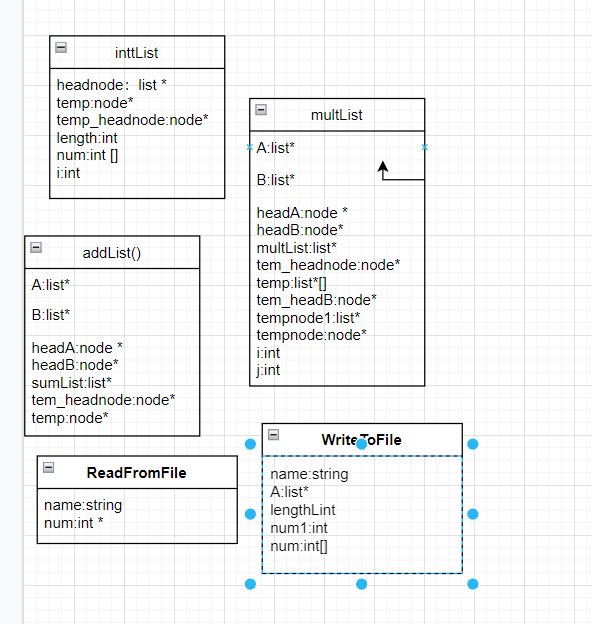 inttList
headnode：list *
temp:node*
temp_headnode:node*
length:int
num:int []
i:int
multList
A:list*
B:list*
headA:node *
headB:node*
multList:list*
tem_headnode:node*
temp:list*[]
tem_headB:node*
tempnode1:list*
tempnode:node*
i:int
j:int
addList()
A:list*
B:list*
headA:node *
headB:node*
sumList:list*
tem_headnode:node*
temp:node*
ReadFromFile
name:string
num:int *
WriteToFile
name:string
A:list*
lengthLint
num1:int
num:int[]